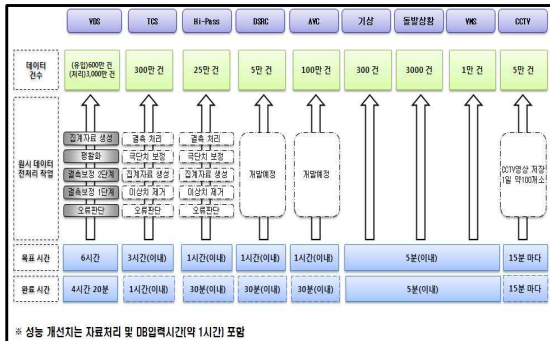 VDS TCS Hi-Pass DSRC AVC 기상 돌발상황 VMS CCTV
데이터
건수
(유입)600만 건
(처리)3,000만 건
300만 건 25만 건 5만 건 100만 건 300 건 3000 건 1만 건 5만 건
원시 데이터
전처리 작업
집계자료 생성 결측 처리 결측 처리
평활화 극단치 보정 극단치 보정
결측보정 2단계 집계자료 생성 집계자료 생성
결측보정 1단계 이상치 제거 이상치 제거
오류판단 오류판단 오류판단
개발예정 개발예정
CCTV영상 저장
1일 약100개소
목표 시간 6시간 3시간(이내) 1시간(이내) 1시간(이내) 1시간(이내) 5분(이내) 15분 마다
완료 시간 4시간 20분 1시간(이내) 30분(이내) 30분(이내) 30분(이내) 5분(이내) 15분 마다
※ 성능 개선치는 자료처리 및 DB입력시간(약 1시간) 포함